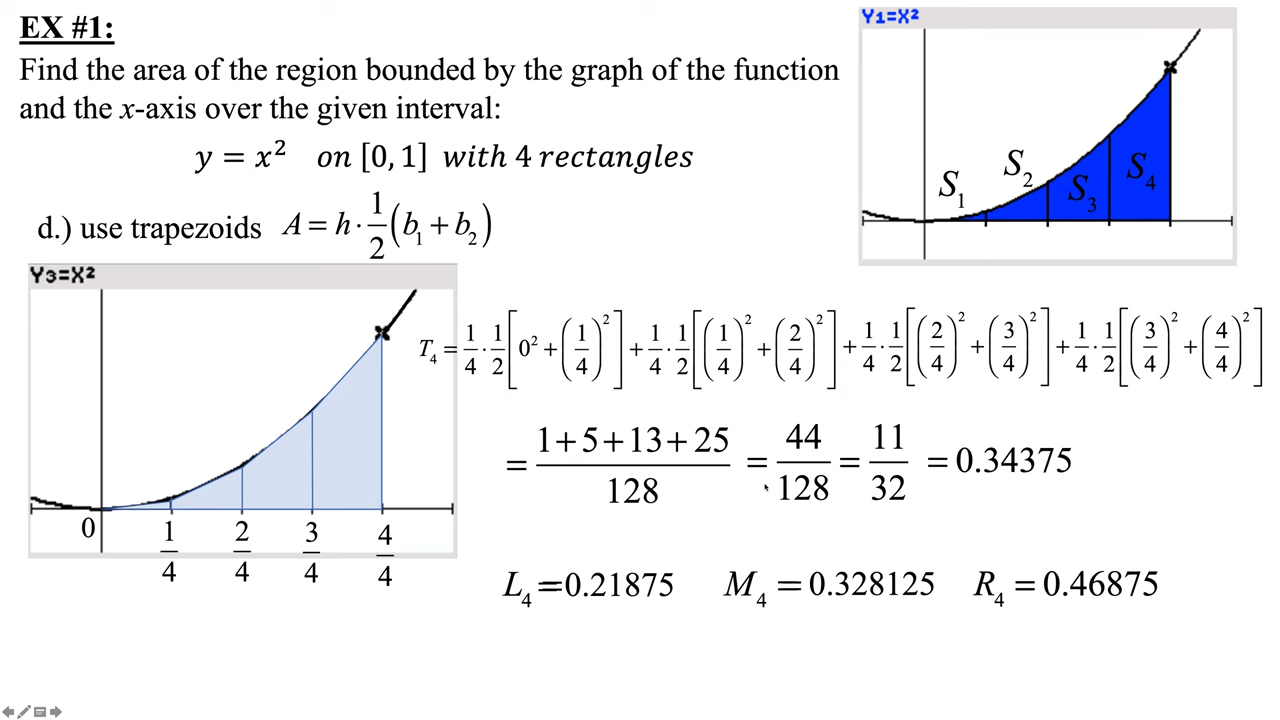 EX #1:
Find the area of the region bounded by the graph of the function
and the x-axis over the given interval:
y = x² on [0, 1] with 4 rectangles
d.) use trapezoids A = h · 1/2 (b₁ + b₂)
Y1=X²
S₁ S₂ S₃ S₄
Y3=X²
0 1/4 2/4 3/4 4/4
T₄ = 1/4 · 1/2 [0² + (1/4)²] + 1/4 · 1/2 [(1/4)² + (2/4)²] + 1/4 · 1/2 [(2/4)² + (3/4)²] + 1/4 · 1/2 [(3/4)² + (4/4)²]
= (1+5+13+25)/128 = 44/128 = 11/32 = 0.34375
L₄ = 0.21875 M₄ = 0.328125 R₄ = 0.46875